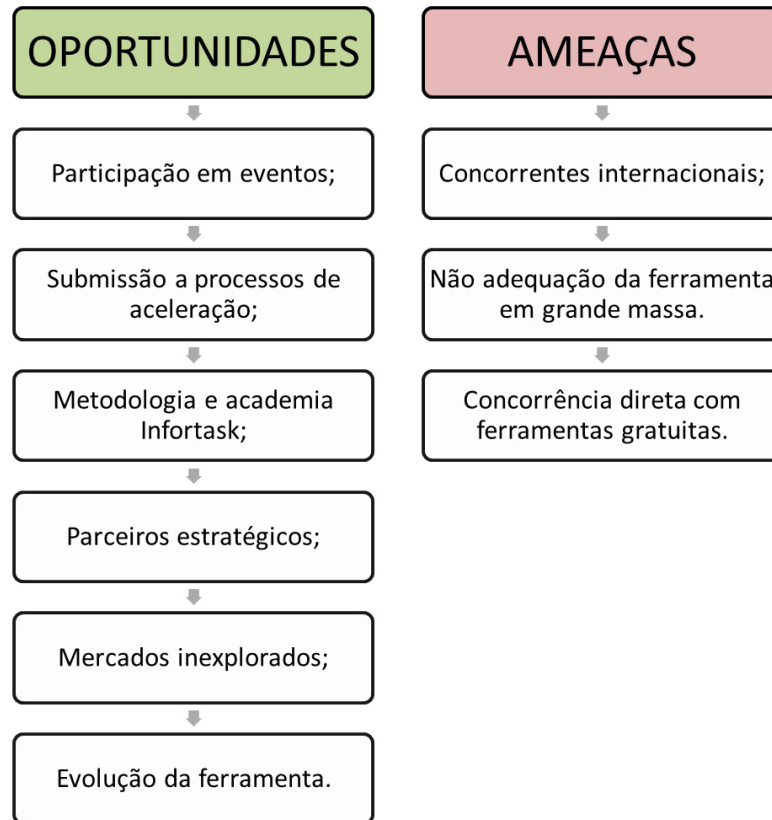 OPORTUNIDADES
Participação em eventos;
Submissão a processos de
aceleração;
Metodologia e academia
Infortask;
Parceiros estratégicos;
Mercados inexplorados;
Evolução da ferramenta.
AMEAÇAS
Concorrentes internacionais;
Não adequação da ferramenta
em grande massa.
Concorrência direta com
ferramentas gratuitas.